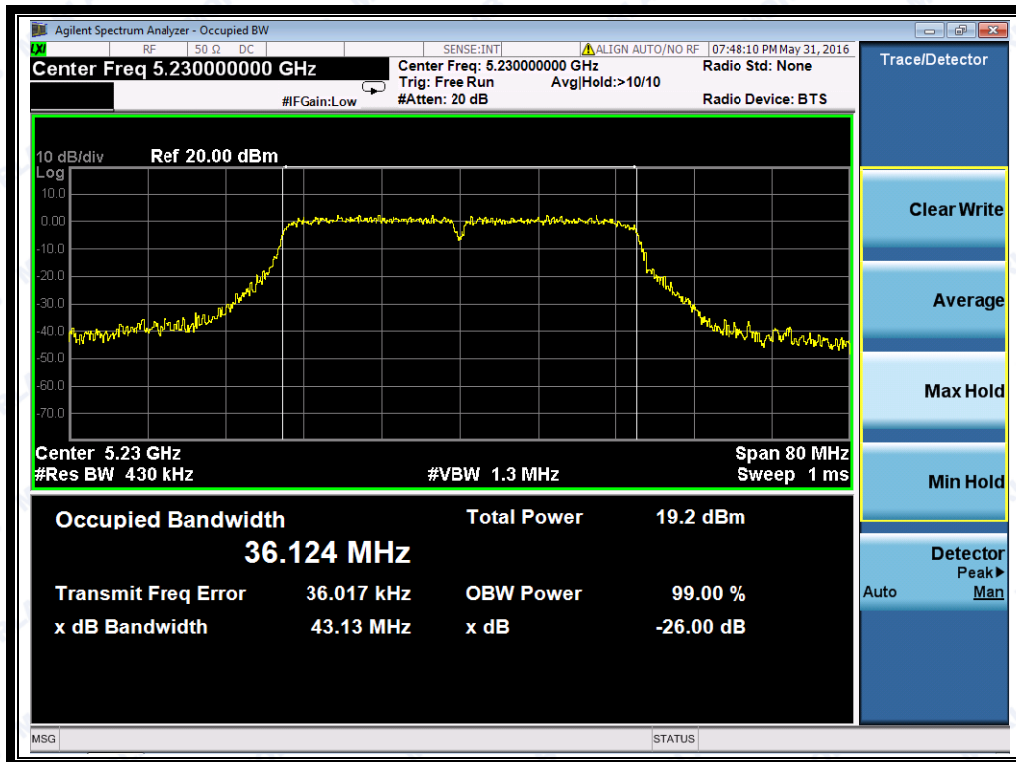 Agilent Spectrum Analyzer - Occupied BW
LXI RF 50 Ω DC SENSE:INT ALIGN AUTO/NO RF 07:48:10 PM May 31, 2016
Center Freq 5.230000000 GHz
Center Freq: 5.230000000 GHz Radio Std: None
Trig: Free Run Avg|Hold:>10/10
#IFGain:Low #Atten: 20 dB Radio Device: BTS
Trace/Detector
10 dB/div Ref 20.00 dBm
Log
10.0
0.00
-10.0
-20.0
-30.0
-40.0
-50.0
-60.0
-70.0
Center 5.23 GHz Span 80 MHz
#Res BW 430 kHz #VBW 1.3 MHz Sweep 1 ms
Occupied Bandwidth Total Power 19.2 dBm
36.124 MHz
Transmit Freq Error 36.017 kHz OBW Power 99.00 %
x dB Bandwidth 43.13 MHz x dB -26.00 dB
Clear Write
Average
Max Hold
Min Hold
Detector
Peak▶
Auto Man
MSG STATUS